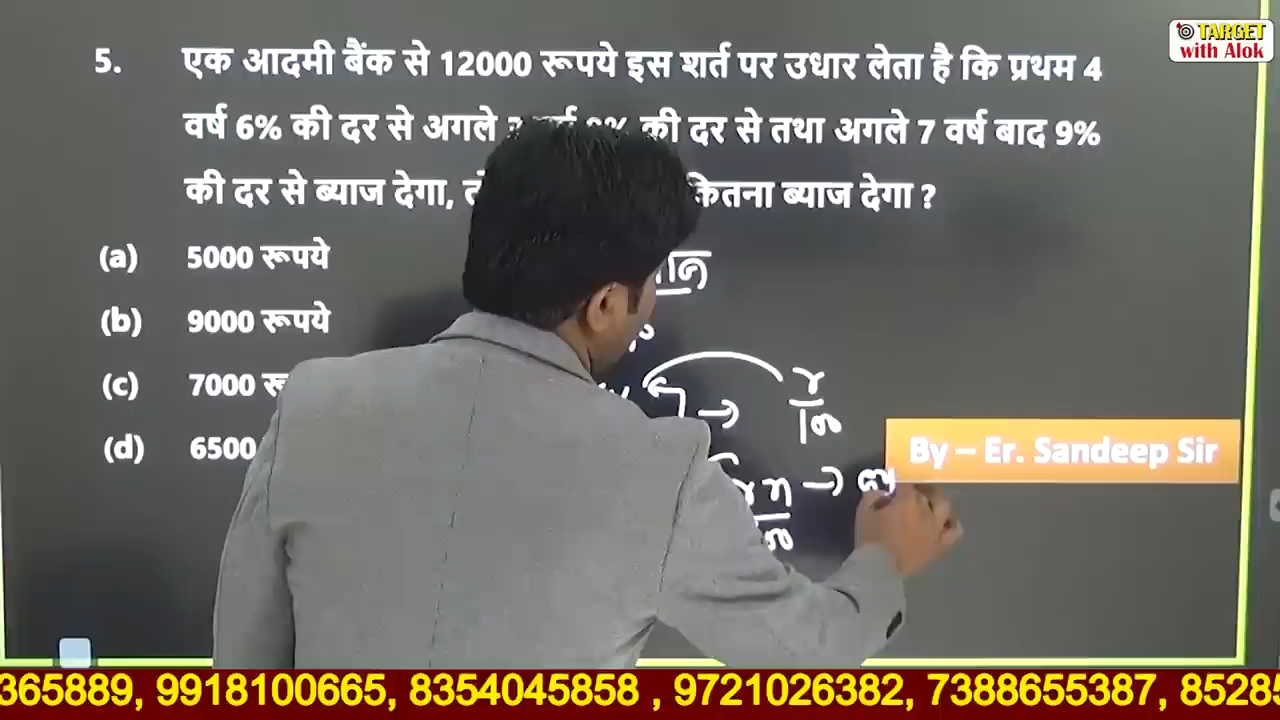 TARGET
with Alok
5. एक आदमी बैंक से 12000 रूपये इस शर्त पर उधार लेता है कि प्रथम 4
वर्ष 6% की दर से अगले की दर से तथा अगले 7 वर्ष बाद 9%
की दर से ब्याज देगा, कितना ब्याज देगा ?
(a) 5000 रूपये
(b) 9000 रूपये
(c) 7000
(d) 6500
By – Er. Sandeep Sir
365889, 9918100665, 8354045858 , 9721026382, 7388655387, 8528